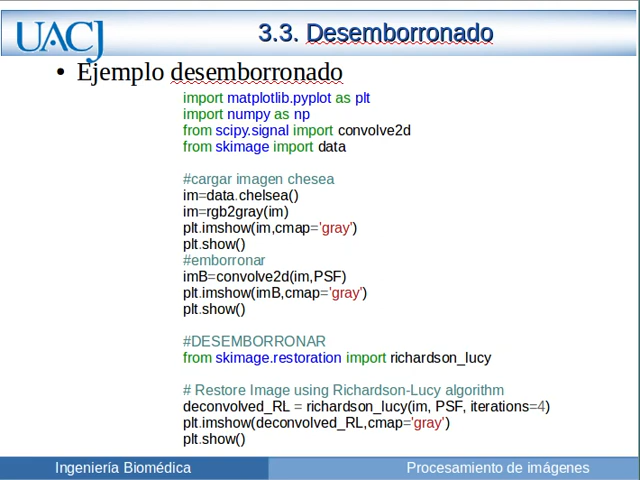 UACJ
3.3. Desemborronado
• Ejemplo desemborronado
import matplotlib.pyplot as plt
import numpy as np
from scipy.signal import convolve2d
from skimage import data
#cargar imagen chesea
im=data.chelsea()
im=rgb2gray(im)
plt.imshow(im,cmap='gray')
plt.show()
#emborronar
imB=convolve2d(im,PSF)
plt.imshow(imB,cmap='gray')
plt.show()
#DESEMBORRONAR
from skimage.restoration import richardson_lucy
# Restore Image using Richardson-Lucy algorithm
deconvolved_RL = richardson_lucy(im, PSF, iterations=4)
plt.imshow(deconvolved_RL,cmap='gray')
plt.show()
Ingeniería Biomédica
Procesamiento de imágenes